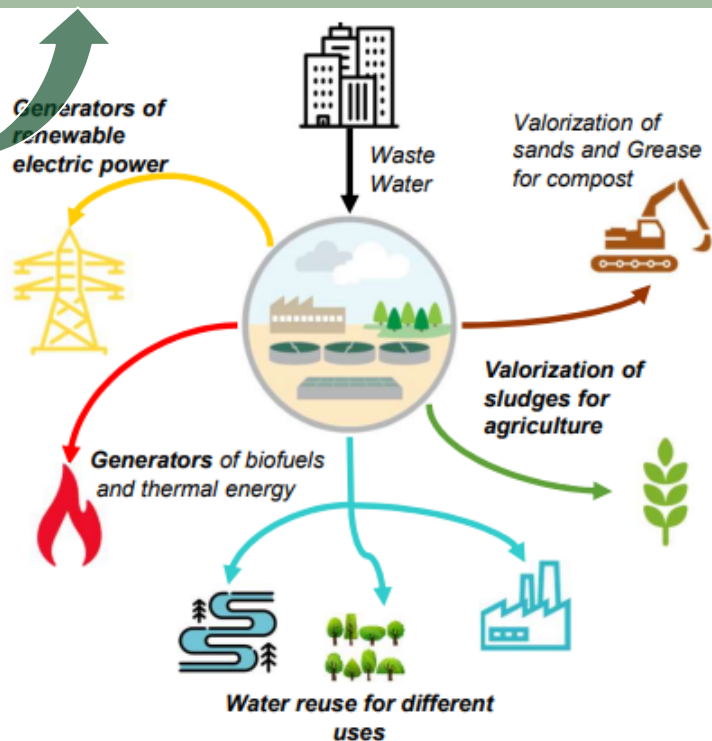 Generators of
renewable
electric power
Waste
Water
Valorization of
sands and Grease
for compost
Valorization of
sludges for
agriculture
Generators of biofuels
and thermal energy
Water reuse for different
uses